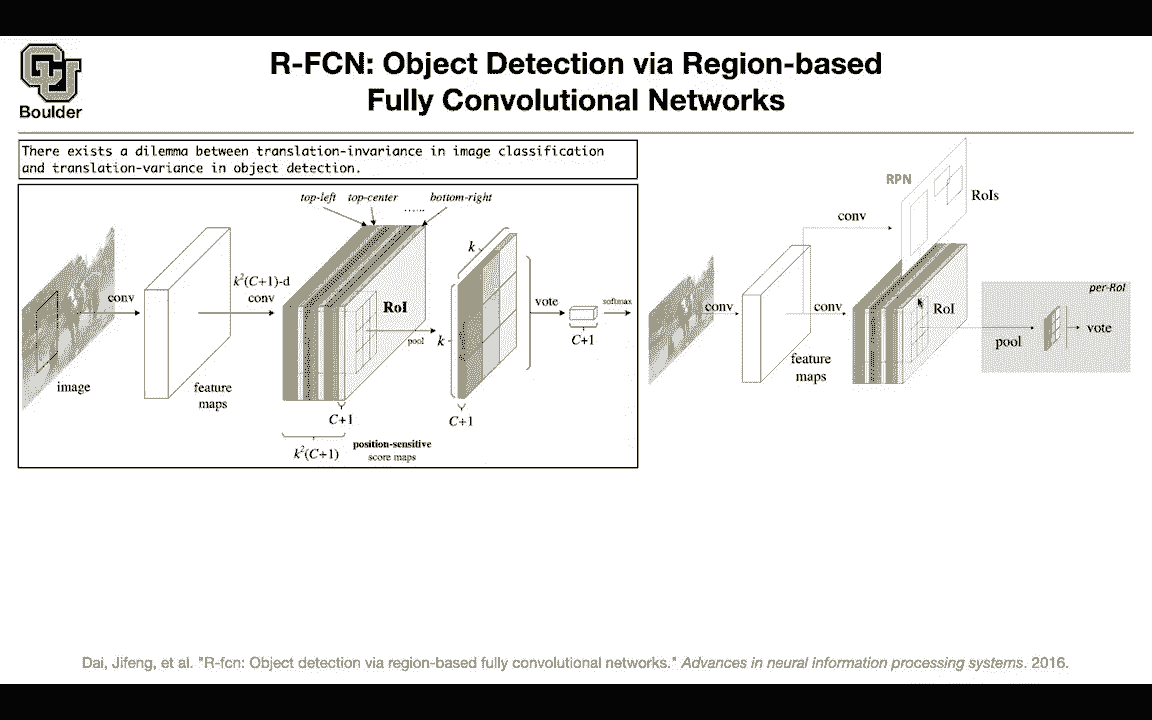 R-FCN: Object Detection via Region-based
Fully Convolutional Networks
Boulder
There exists a dilemma between translation-invariance in image classification
and translation-variance in object detection.
top-left top-center ...... bottom-right
k
k²(C+1)-d
conv
conv
RoI
pool
k
vote
softmax
C+1
image
feature
maps
C+1
C+1
k²(C+1)
position-sensitive
score maps
RPN
RoIs
conv
per-RoI
conv
conv
RoI
vote
pool
feature
maps
Dai, Jifeng, et al. "R-fcn: Object detection via region-based fully convolutional networks." Advances in neural information processing systems. 2016.